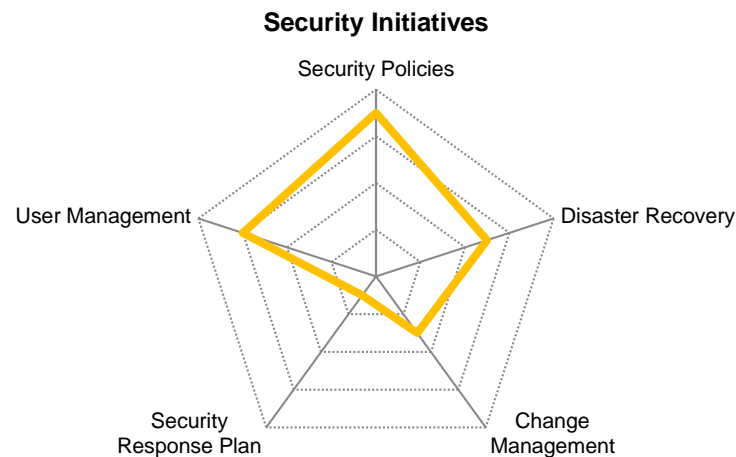 Security Initiatives
Security Policies
User Management
Disaster Recovery
Security
Response Plan
Change
Management